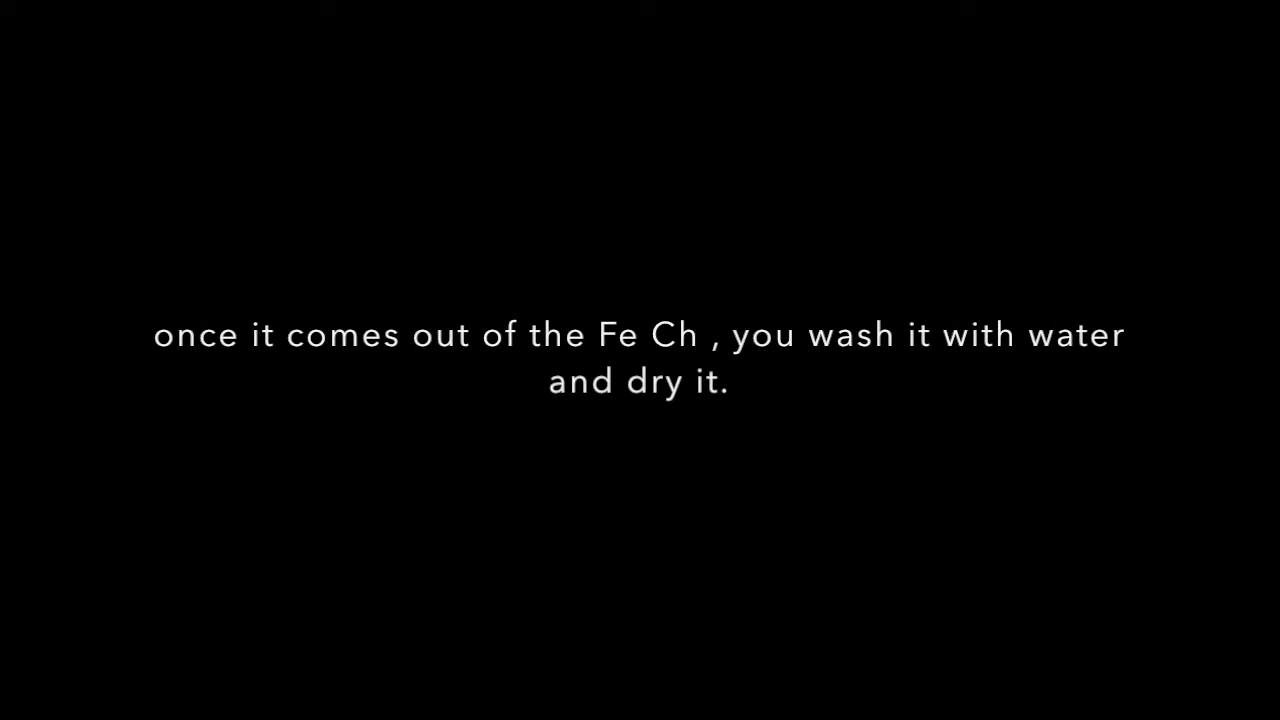 once it comes out of the Fe Ch , you wash it with water
and dry it.